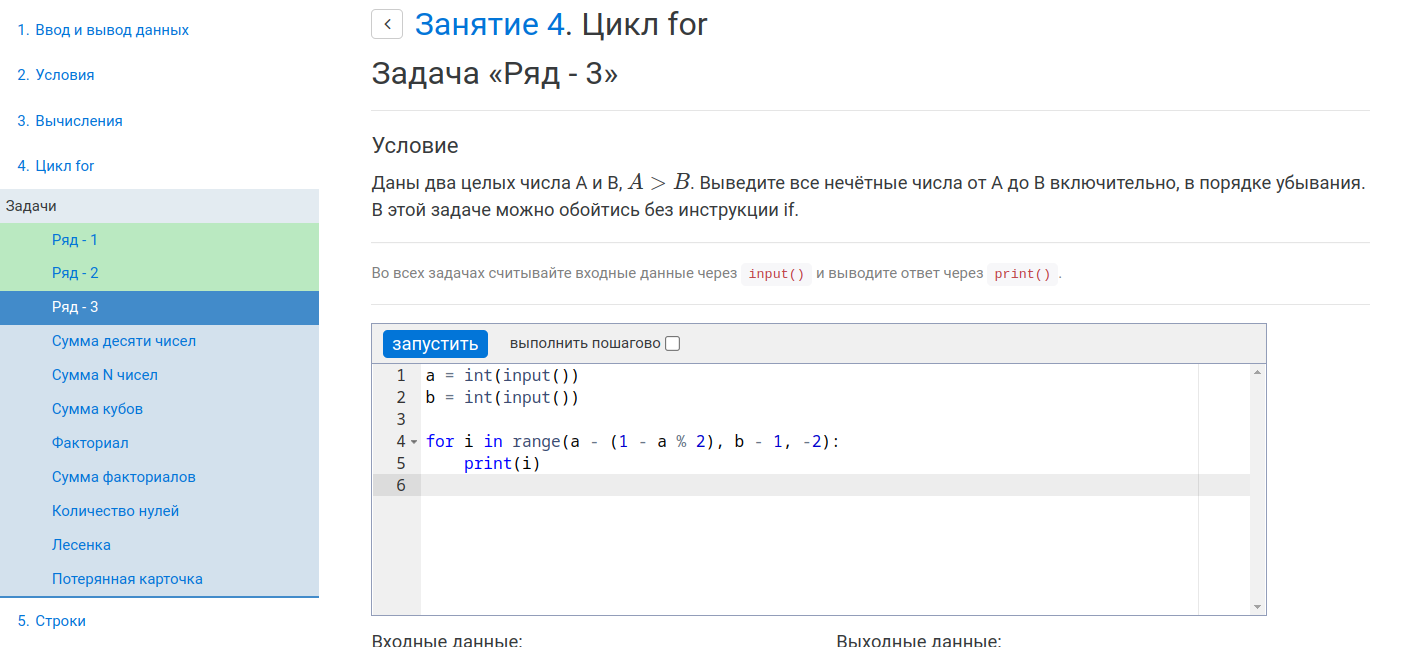 1. Ввод и вывод данных
2. Условия
3. Вычисления
4. Цикл for
Задачи
Ряд - 1
Ряд - 2
Ряд - 3
Сумма десяти чисел
Сумма N чисел
Сумма кубов
Факториал
Сумма факториалов
Количество нулей
Лесенка
Потерянная карточка
5. Строки
Занятие 4. Цикл for
Задача «Ряд - 3»
Условие
Даны два целых числа A и В, A > B. Выведите все нечётные числа от A до B включительно, в порядке убывания.
В этой задаче можно обойтись без инструкции if.
Во всех задачах считывайте входные данные через input() и выводите ответ через print().
запустить выполнить пошагово
1 a = int(input())
2 b = int(input())
3
4 for i in range(a - (1 - a % 2), b - 1, -2):
5     print(i)
6
Входные данные: Выходные данные: